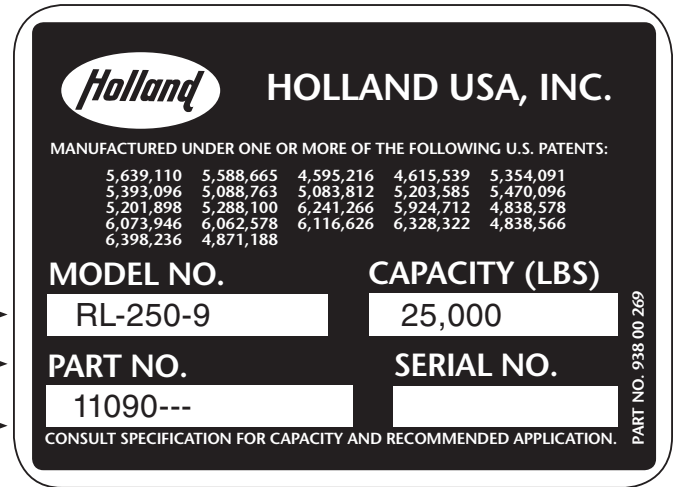 Holland HOLLAND USA, INC.
MANUFACTURED UNDER ONE OR MORE OF THE FOLLOWING U.S. PATENTS:
5,639,110 5,588,665 4,595,216 4,615,539 5,354,091
5,393,096 5,088,763 5,083,812 5,203,585 5,470,096
5,201,898 5,288,100 6,241,266 5,924,712 4,838,578
6,073,946 6,062,578 6,116,626 6,328,322 4,838,566
6,398,236 4,871,188
MODEL NO. CAPACITY (LBS)
RL-250-9 25,000
PART NO. SERIAL NO.
11090---
CONSULT SPECIFICATION FOR CAPACITY AND RECOMMENDED APPLICATION.
PART NO. 938 00 269